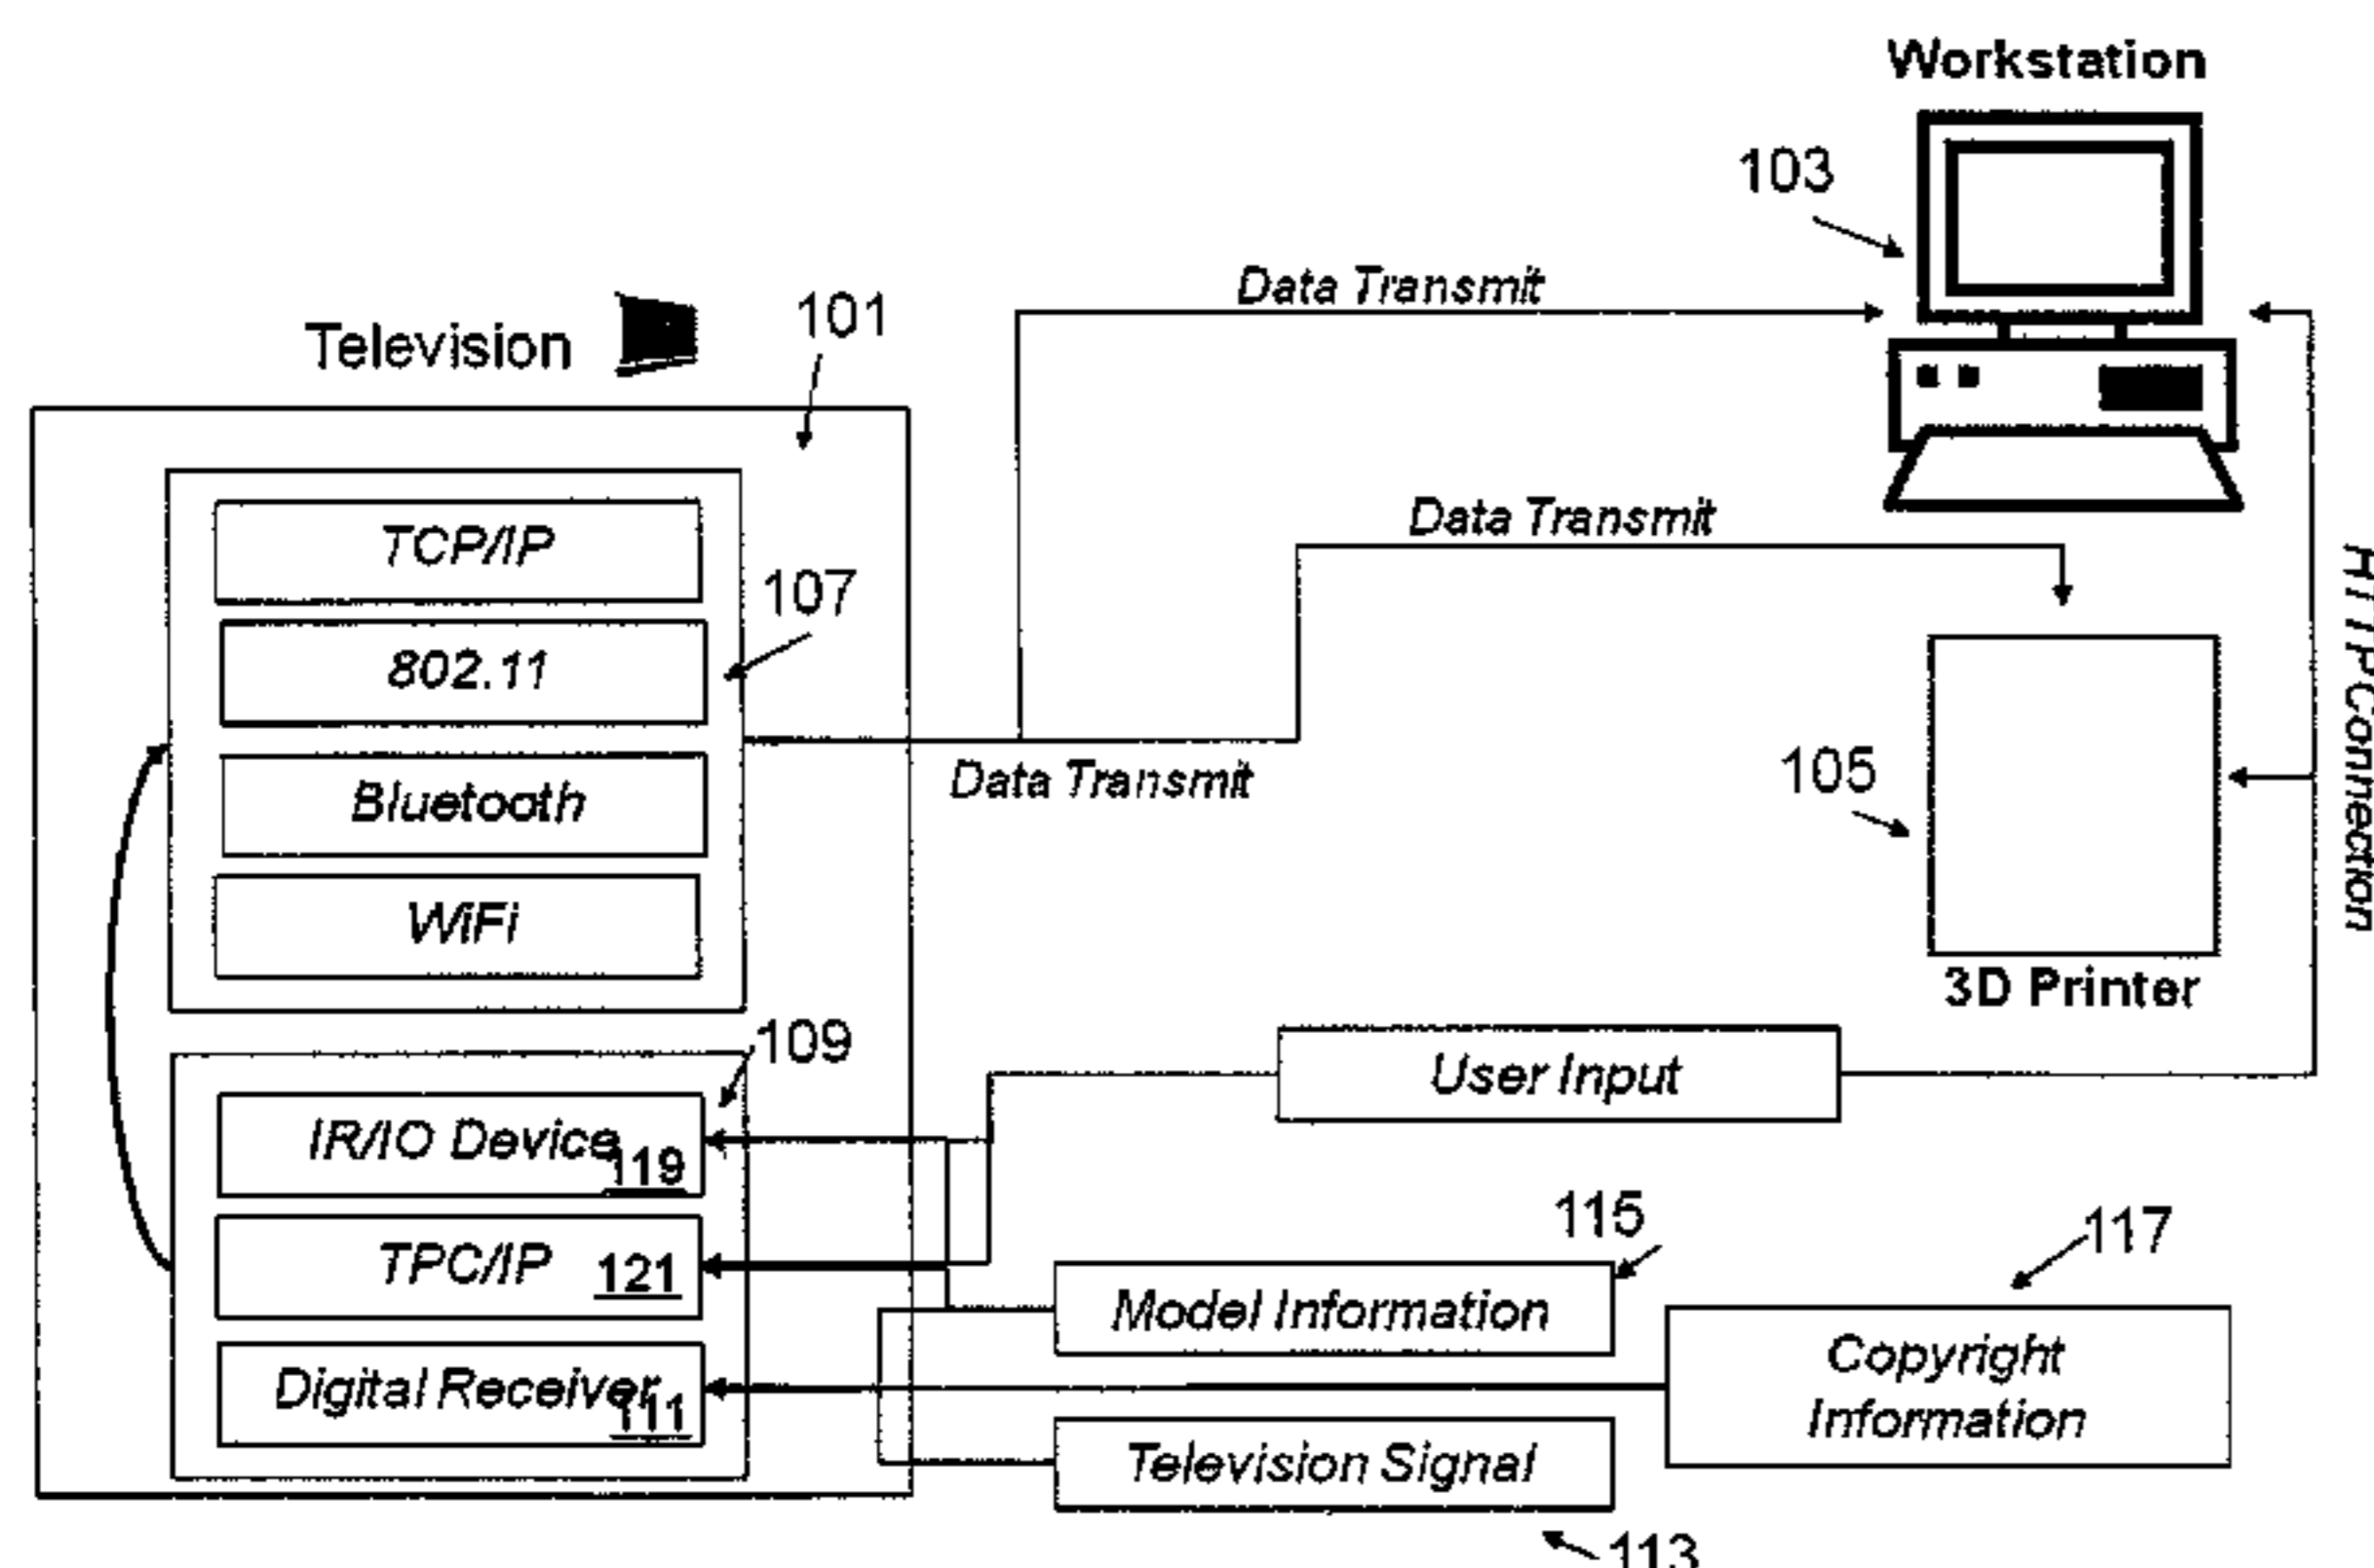 Workstation
103
Data Transmit
Television
101
Data Transmit
TCP/IP
107
802.11
Data Transmit
Bluetooth
105
HTTP Connection
WiFi
3D Printer
109
User Input
IR/IO Device
119
115
117
TPC/IP
121
Model Information
Copyright
Information
Digital Receiver
111
Television Signal
113